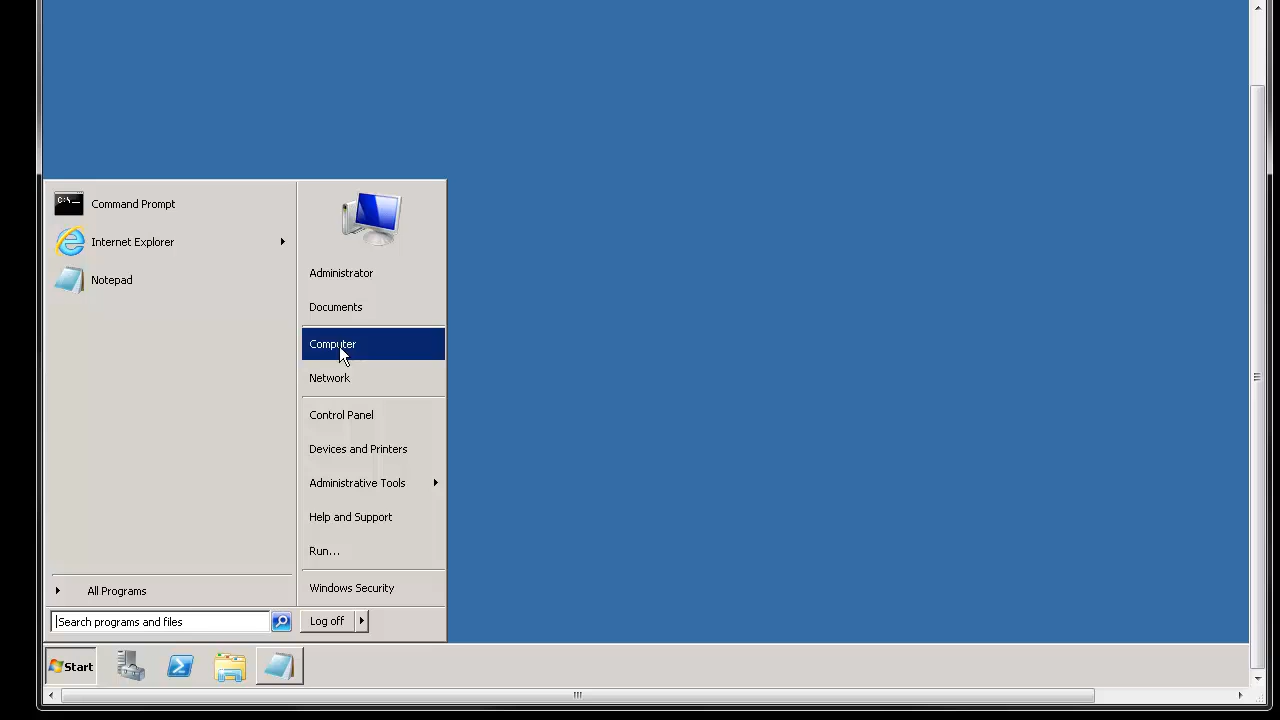 Command Prompt
Internet Explorer
Notepad
All Programs
Search programs and files
Administrator
Documents
Computer
Network
Control Panel
Devices and Printers
Administrative Tools
Help and Support
Run...
Windows Security
Log off
Start